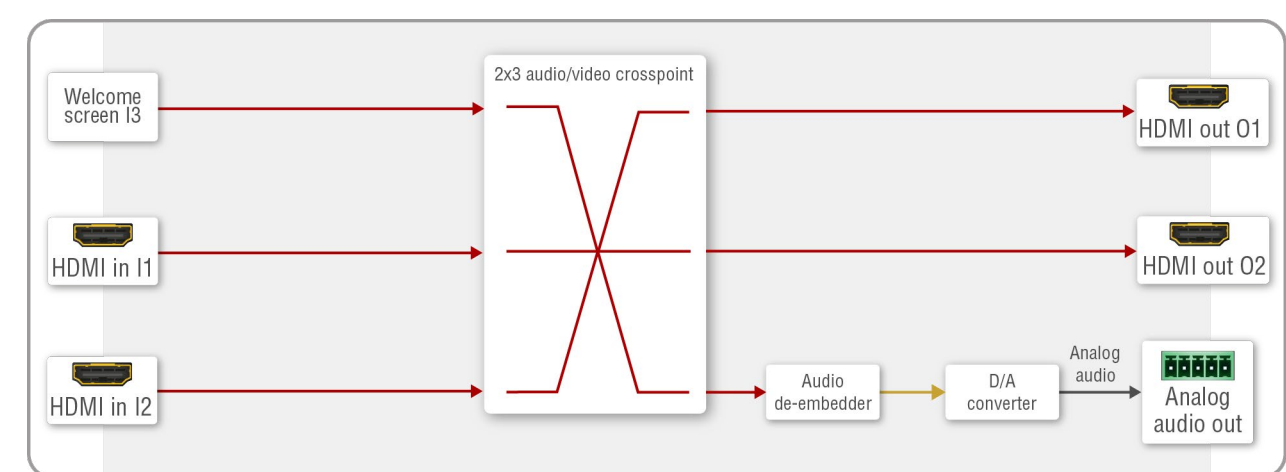 Welcome
screen I3
2x3 audio/video crosspoint
HDMI out O1
HDMI in I1
HDMI out O2
HDMI in I2
Audio
de-embedder
D/A
converter
Analog
audio
Analog
audio out